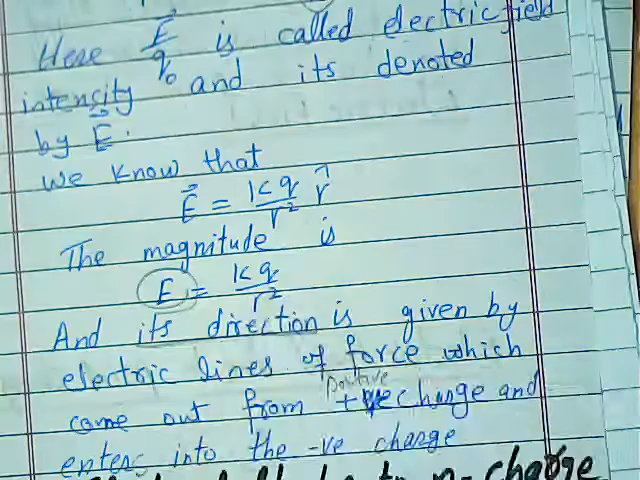 Here F⃗/q₀ is called electric field
intensity and its denoted
by E⃗.
We know that
E⃗ = kq/r² r̂
The magnitude is
E = kq/r²
And its direction is given by
electric lines of force which
positive
come out from +ve charge and
enters into the -ve charge
charge